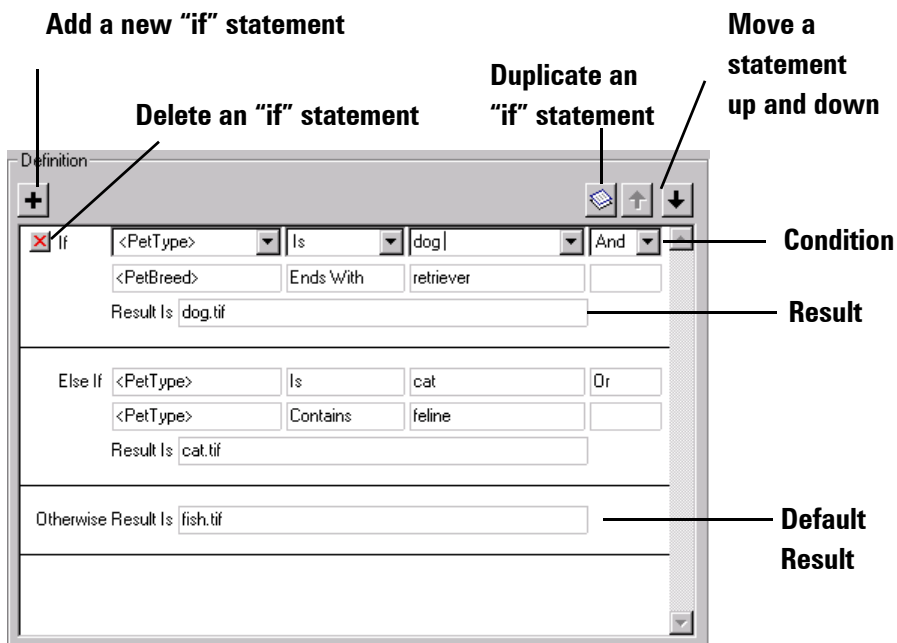 Add a new “if” statement
Move a
statement
up and down
Duplicate an
“if” statement
Delete an “if” statement
Definition
If <PetType> Is dog And
Condition
<PetBreed> Ends With retriever
Result Is dog.tif
Result
Else If <PetType> Is cat Or
<PetType> Contains feline
Result Is cat.tif
Otherwise Result Is fish.tif
Default
Result